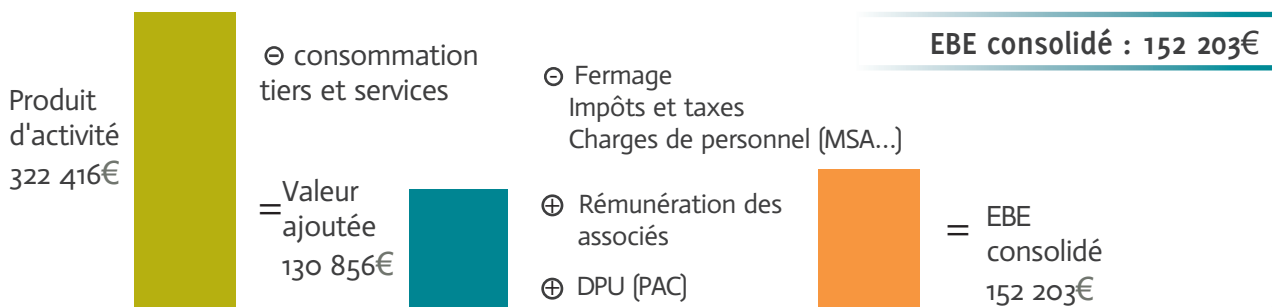 EBE consolidé : 152 203€
Produit
d'activité
322 416€
⊖ consommation
tiers et services
= Valeur
ajoutée
130 856€
⊖ Fermage
Impôts et taxes
Charges de personnel (MSA...)
⊕ Rémunération des
associés
⊕ DPU (PAC)
= EBE
consolidé
152 203€